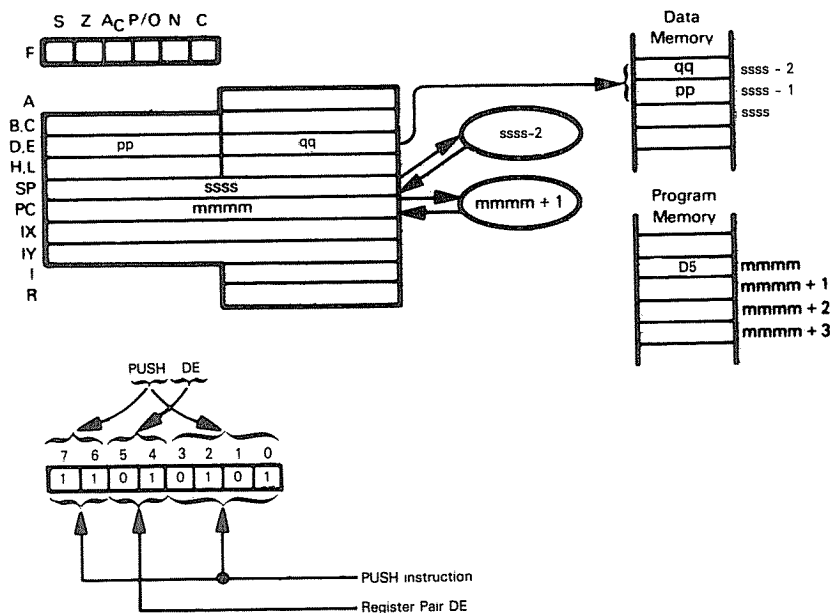 S Z AC P/O N C
F
Data
Memory
qq ssss - 2
pp ssss - 1
ssss
A
B.C
D,E pp qq
H,L
SP ssss
PC mmmm
IX
IY
I
R
ssss-2
mmmm + 1
Program
Memory
D5 mmmm
mmmm + 1
mmmm + 2
mmmm + 3
PUSH DE
7 6 5 4 3 2 1 0
1 1 0 1 0 1 0 1
PUSH instruction
Register Pair DE